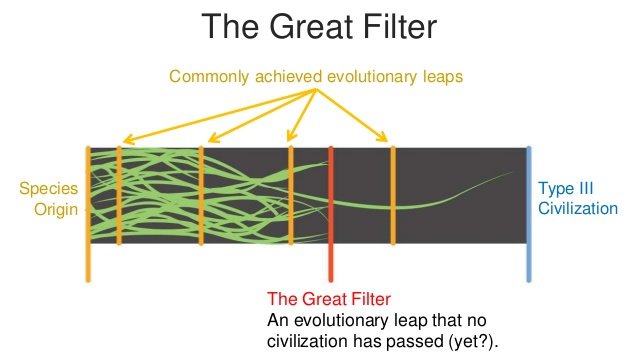 The Great Filter
Commonly achieved evolutionary leaps
Species
Origin
Type III
Civilization
The Great Filter
An evolutionary leap that no
civilization has passed (yet?).